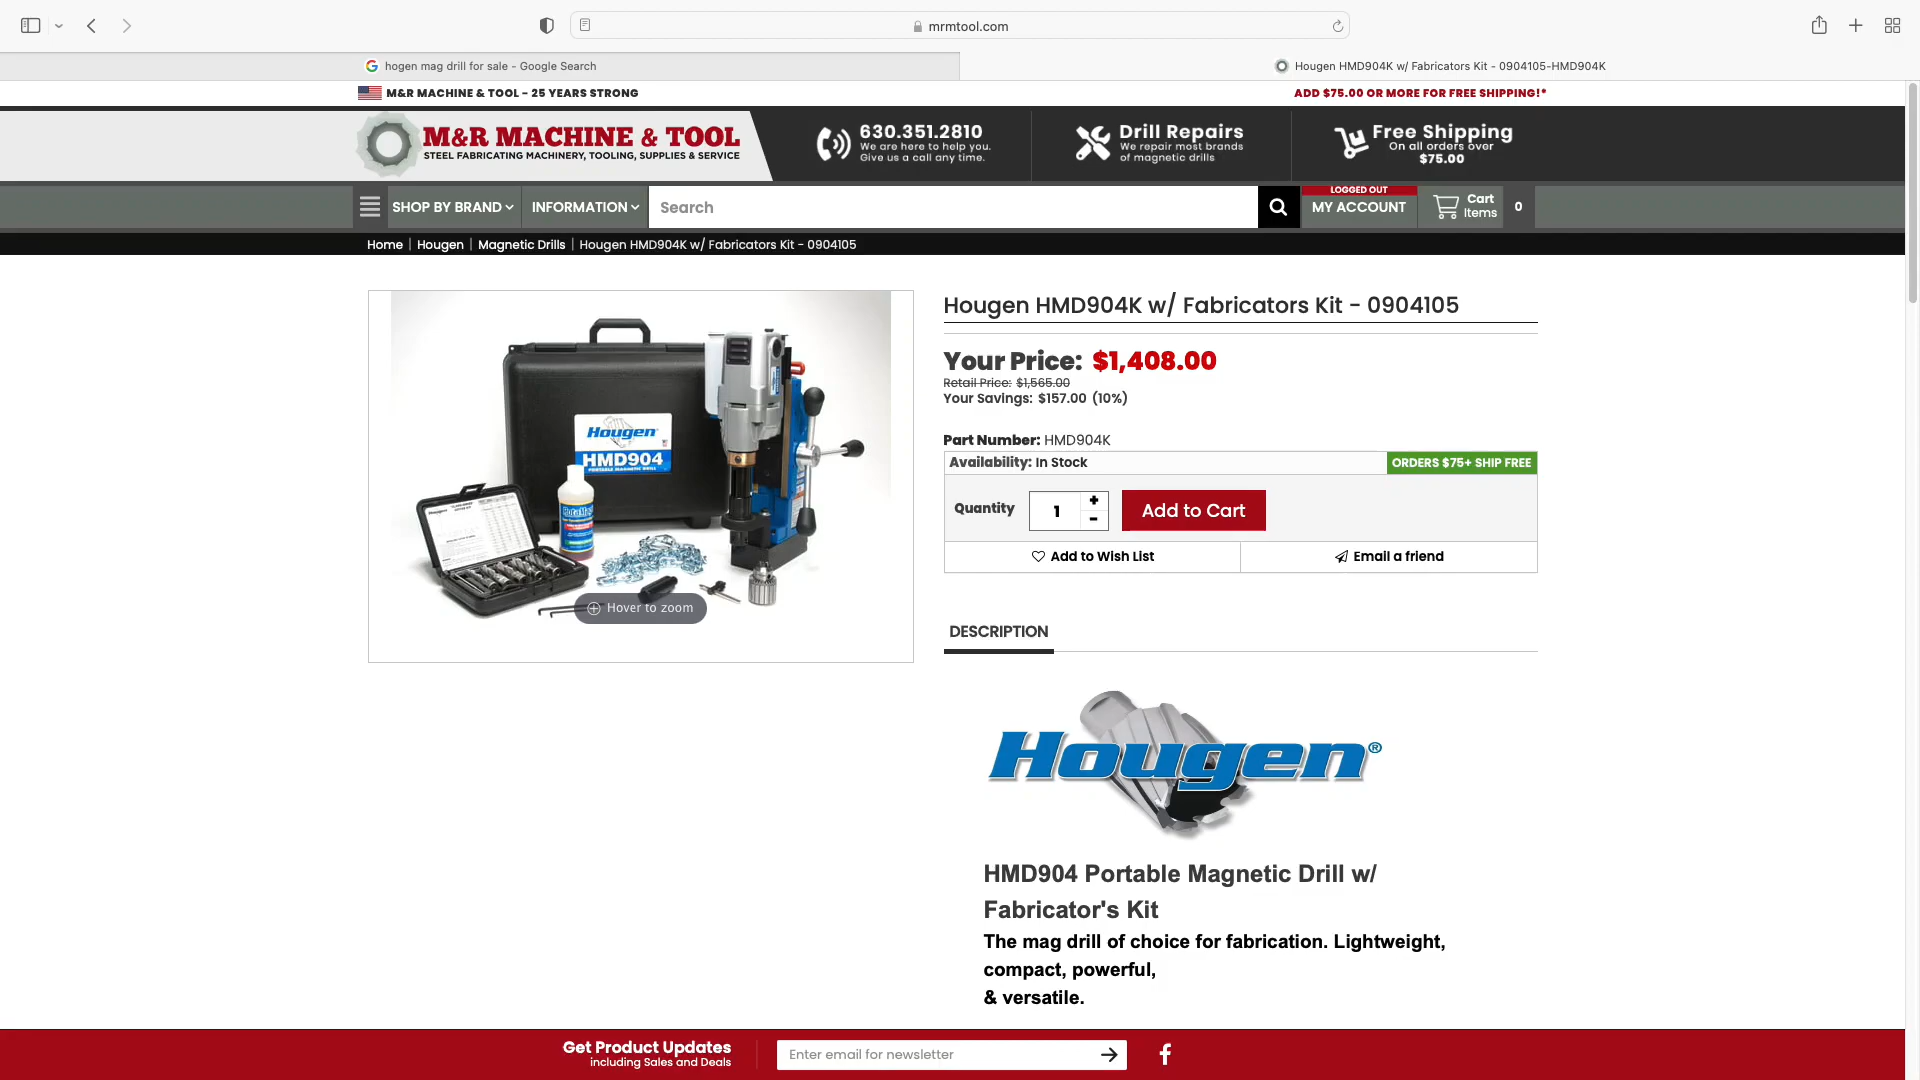 mrmtool.com
hogen mag drill for sale - Google Search
Hougen HMD904K w/ Fabricators Kit - 0904105-HMD904K
M&R MACHINE & TOOL - 25 YEARS STRONG
ADD $75.00 OR MORE FOR FREE SHIPPING!*
M&R MACHINE & TOOL
STEEL FABRICATING MACHINERY, TOOLING, SUPPLIES & SERVICE
630.351.2810
We are here to help you.
Give us a call any time.
Drill Repairs
We repair most brands
of magnetic drills
Free Shipping
On all orders over
$75.00
SHOP BY BRAND
INFORMATION
Search
LOGGED OUT
MY ACCOUNT
Cart
Items
0
Home | Hougen | Magnetic Drills | Hougen HMD904K w/ Fabricators Kit - 0904105
Hougen
HMD904
PORTABLE MAGNETIC DRILL
Hover to zoom
Hougen HMD904K w/ Fabricators Kit - 0904105
Your Price: $1,408.00
Retail Price: $1,565.00
Your Savings: $157.00 (10%)
Part Number: HMD904K
Availability: In Stock
ORDERS $75+ SHIP FREE
Quantity
1
+
-
Add to Cart
Add to Wish List
Email a friend
DESCRIPTION
Hougen®
HMD904 Portable Magnetic Drill w/
Fabricator's Kit
The mag drill of choice for fabrication. Lightweight,
compact, powerful,
& versatile.
Get Product Updates
including Sales and Deals
Enter email for newsletter